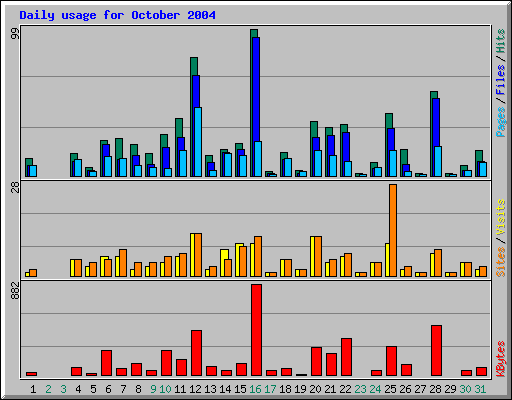 Daily usage for October 2004
99
Pages / Files / Hits
28
Sites / Visits
882
KBytes
1 2 3 4 5 6 7 8 9 10 11 12 13 14 15 16 17 18 19 20 21 22 23 24 25 26 27 28 29 30 31